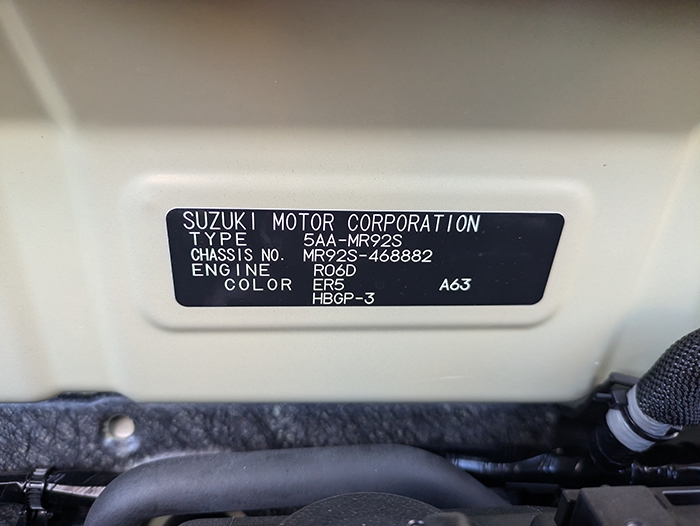 SUZUKI MOTOR CORPORATION
TYPE 5AA-MR92S
CHASSIS NO. MR92S-468882
ENGINE R06D
COLOR ER5 A63
HBGP-3